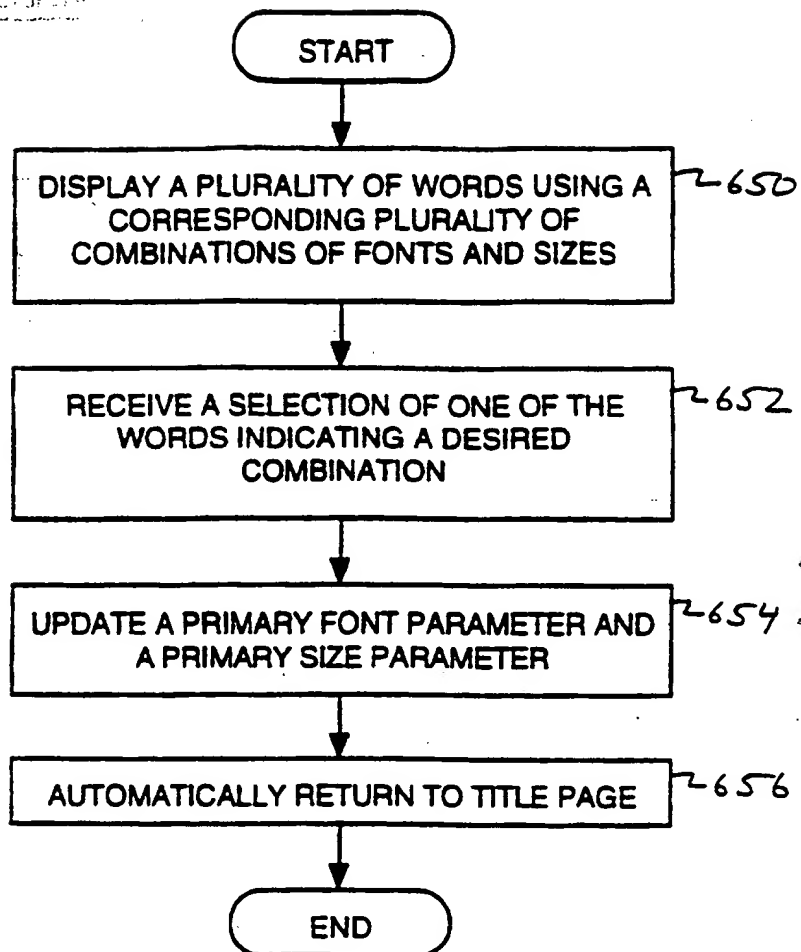 START
DISPLAY A PLURALITY OF WORDS USING A
CORRESPONDING PLURALITY OF
COMBINATIONS OF FONTS AND SIZES
650
RECEIVE A SELECTION OF ONE OF THE
WORDS INDICATING A DESIRED
COMBINATION
652
UPDATE A PRIMARY FONT PARAMETER AND
A PRIMARY SIZE PARAMETER
654
AUTOMATICALLY RETURN TO TITLE PAGE
656
END